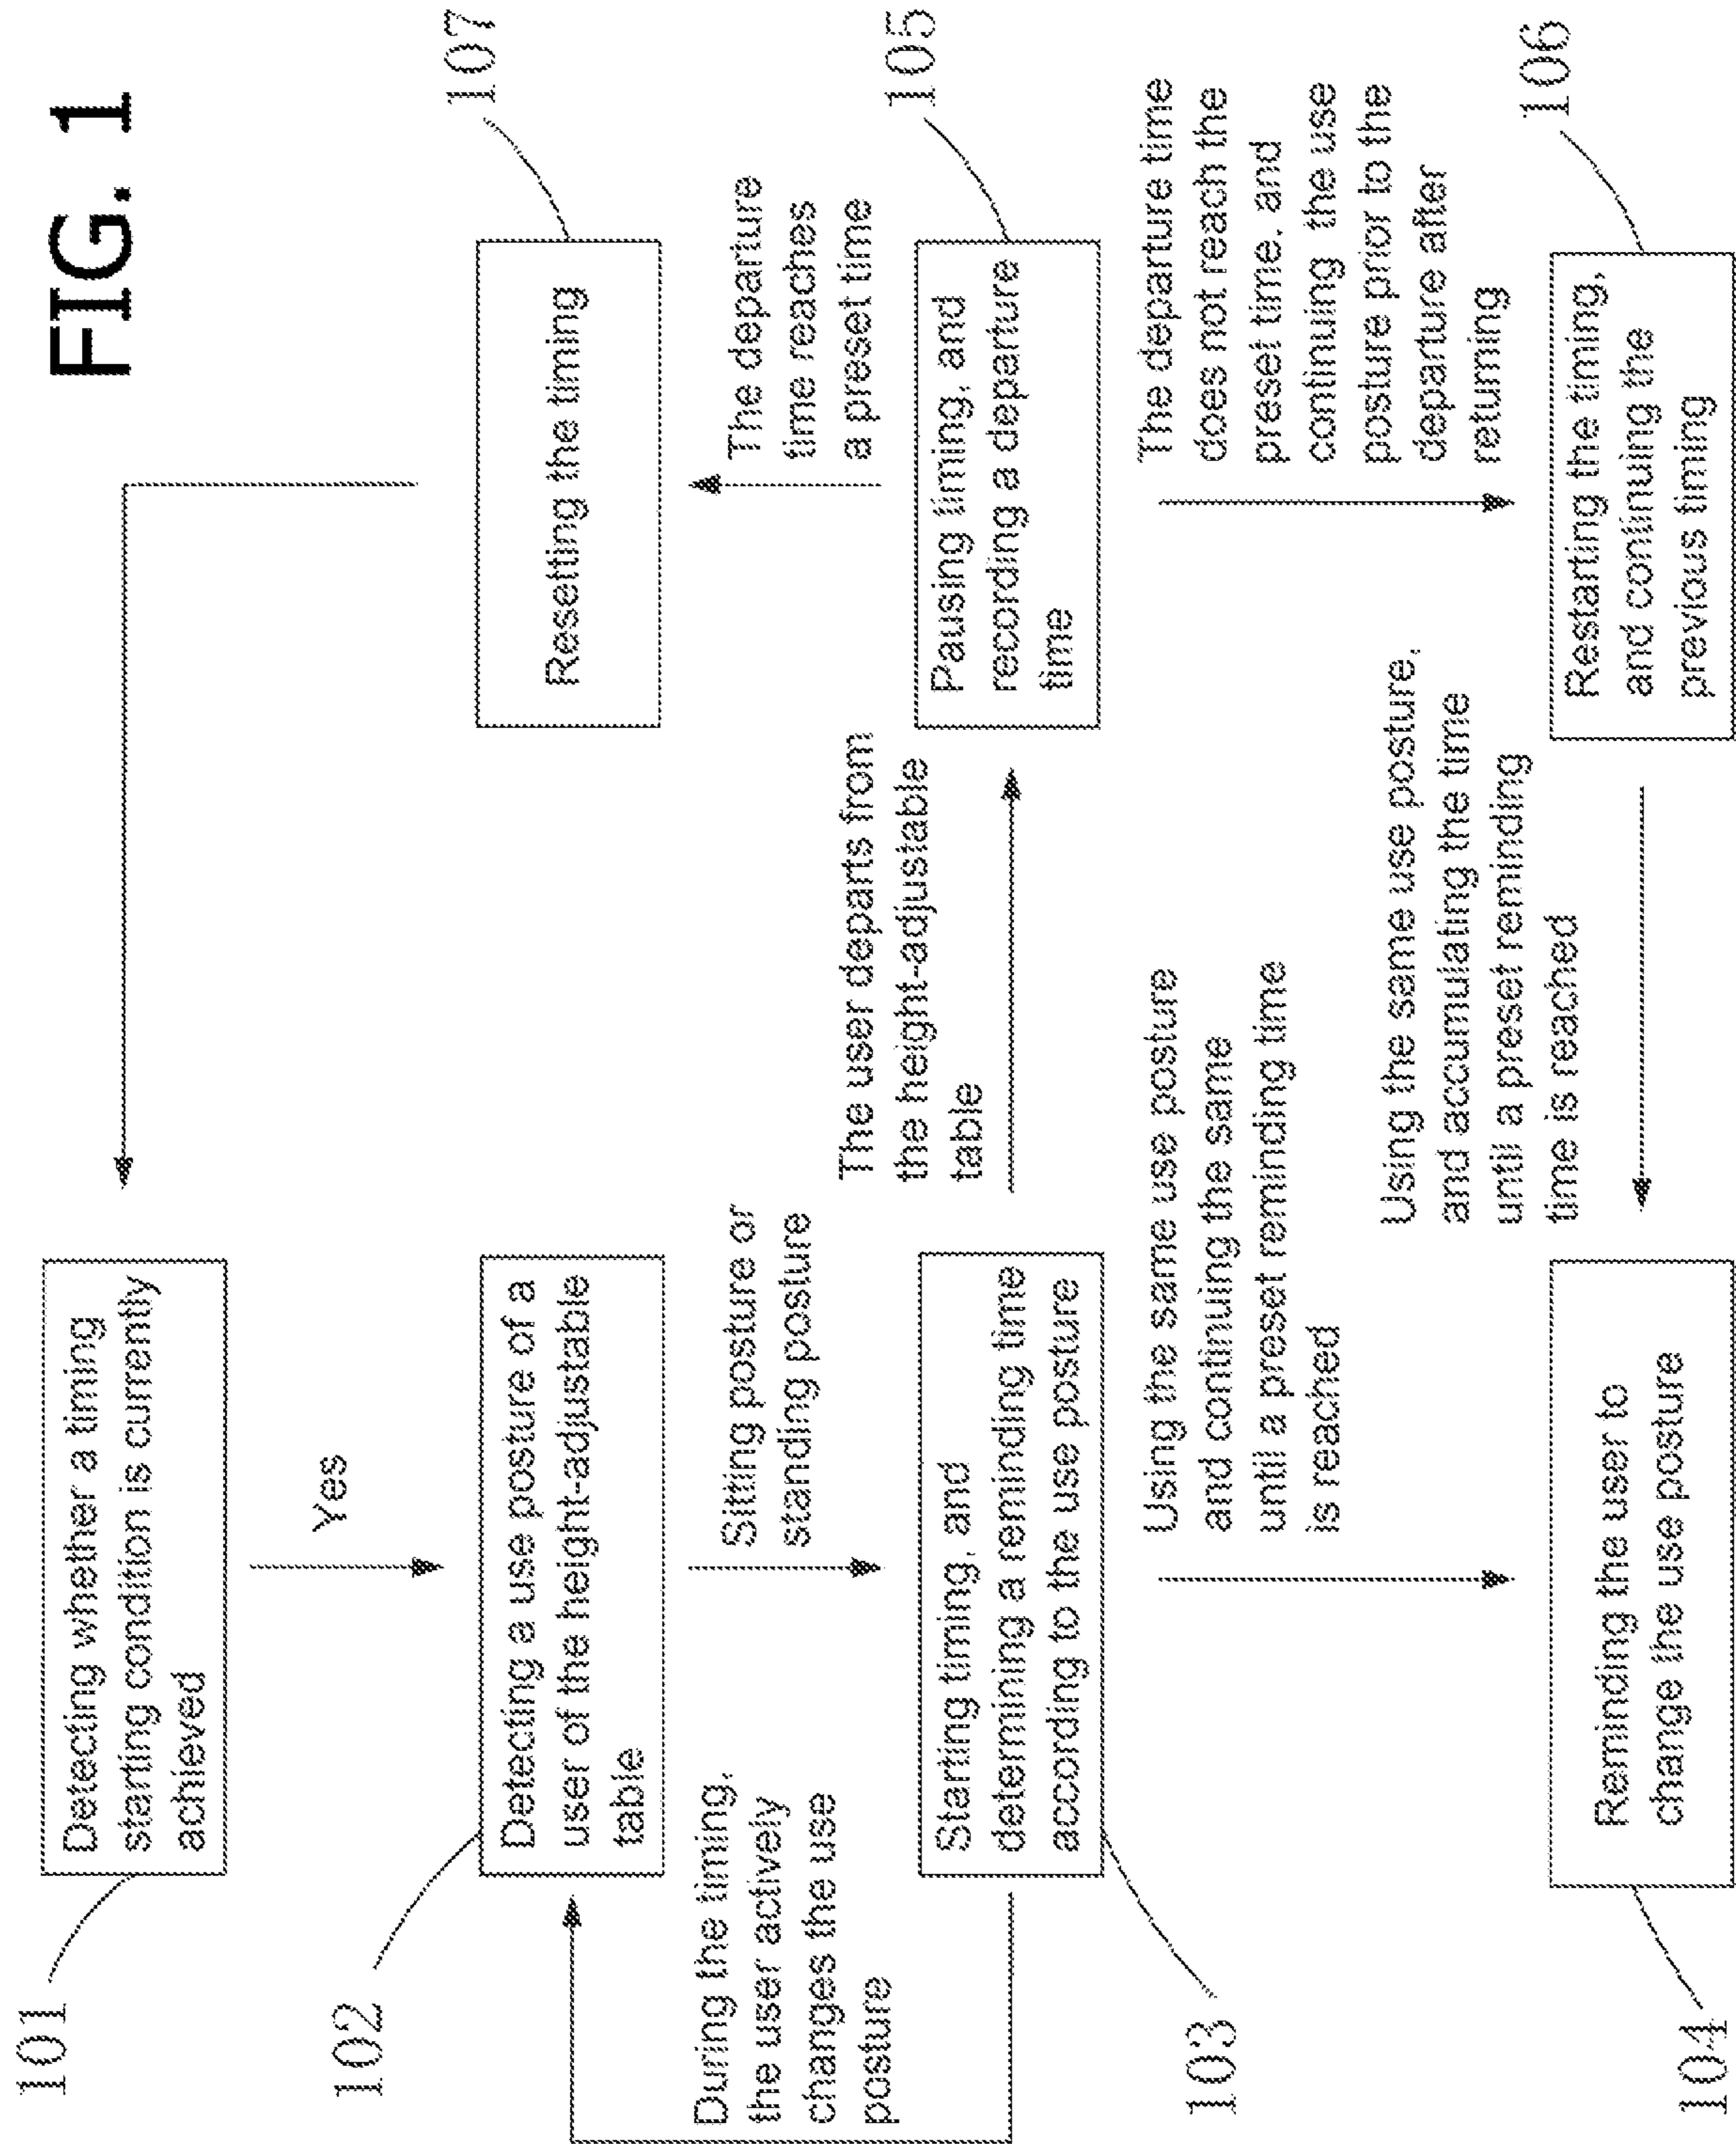 FIG. 1
101
Detecting whether a timing
starting condition is currently
achieved
Yes
102
Detecting a use posture of a
user of the height-adjustable
table
Sitting posture or
standing posture
During the timing,
the user actively
changes the use
posture
103
Starting timing, and
determining a reminding time
according to the use posture
Using the same use posture
and continuing the same
until a preset reminding time
is reached
104
Reminding the user to
change the use posture
The user departs from
the height-adjustable
table
107
Resetting the timing
The departure
time reaches
a preset time
105
Pausing timing, and
recording a departure
time
The departure time
does not reach the
preset time, and
continuing the use
posture prior to the
departure after
returning
106
Restarting the timing,
and continuing the
previous timing
Using the same use posture,
and accumulating the time
until a preset reminding
time is reached